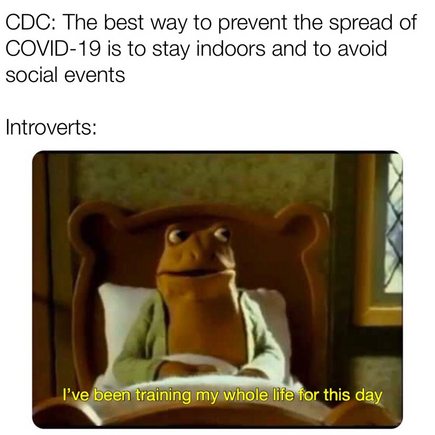 CDC: The best way to prevent the spread of
COVID-19 is to stay indoors and to avoid
social events
Introverts:
I've been training my whole life for this day